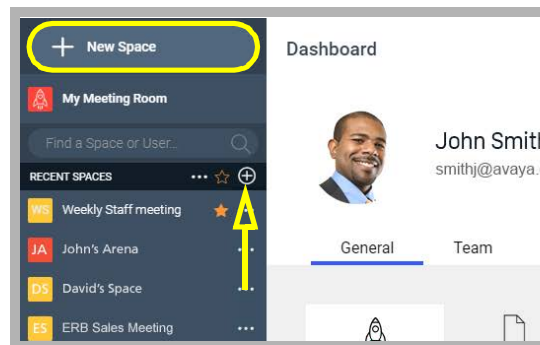 New Space
Dashboard
My Meeting Room
Find a Space or User...
John Smith
smithj@avaya.
RECENT SPACES
WS Weekly Staff meeting
General Team
JA John's Arena
DS David's Space
ES ERB Sales Meeting